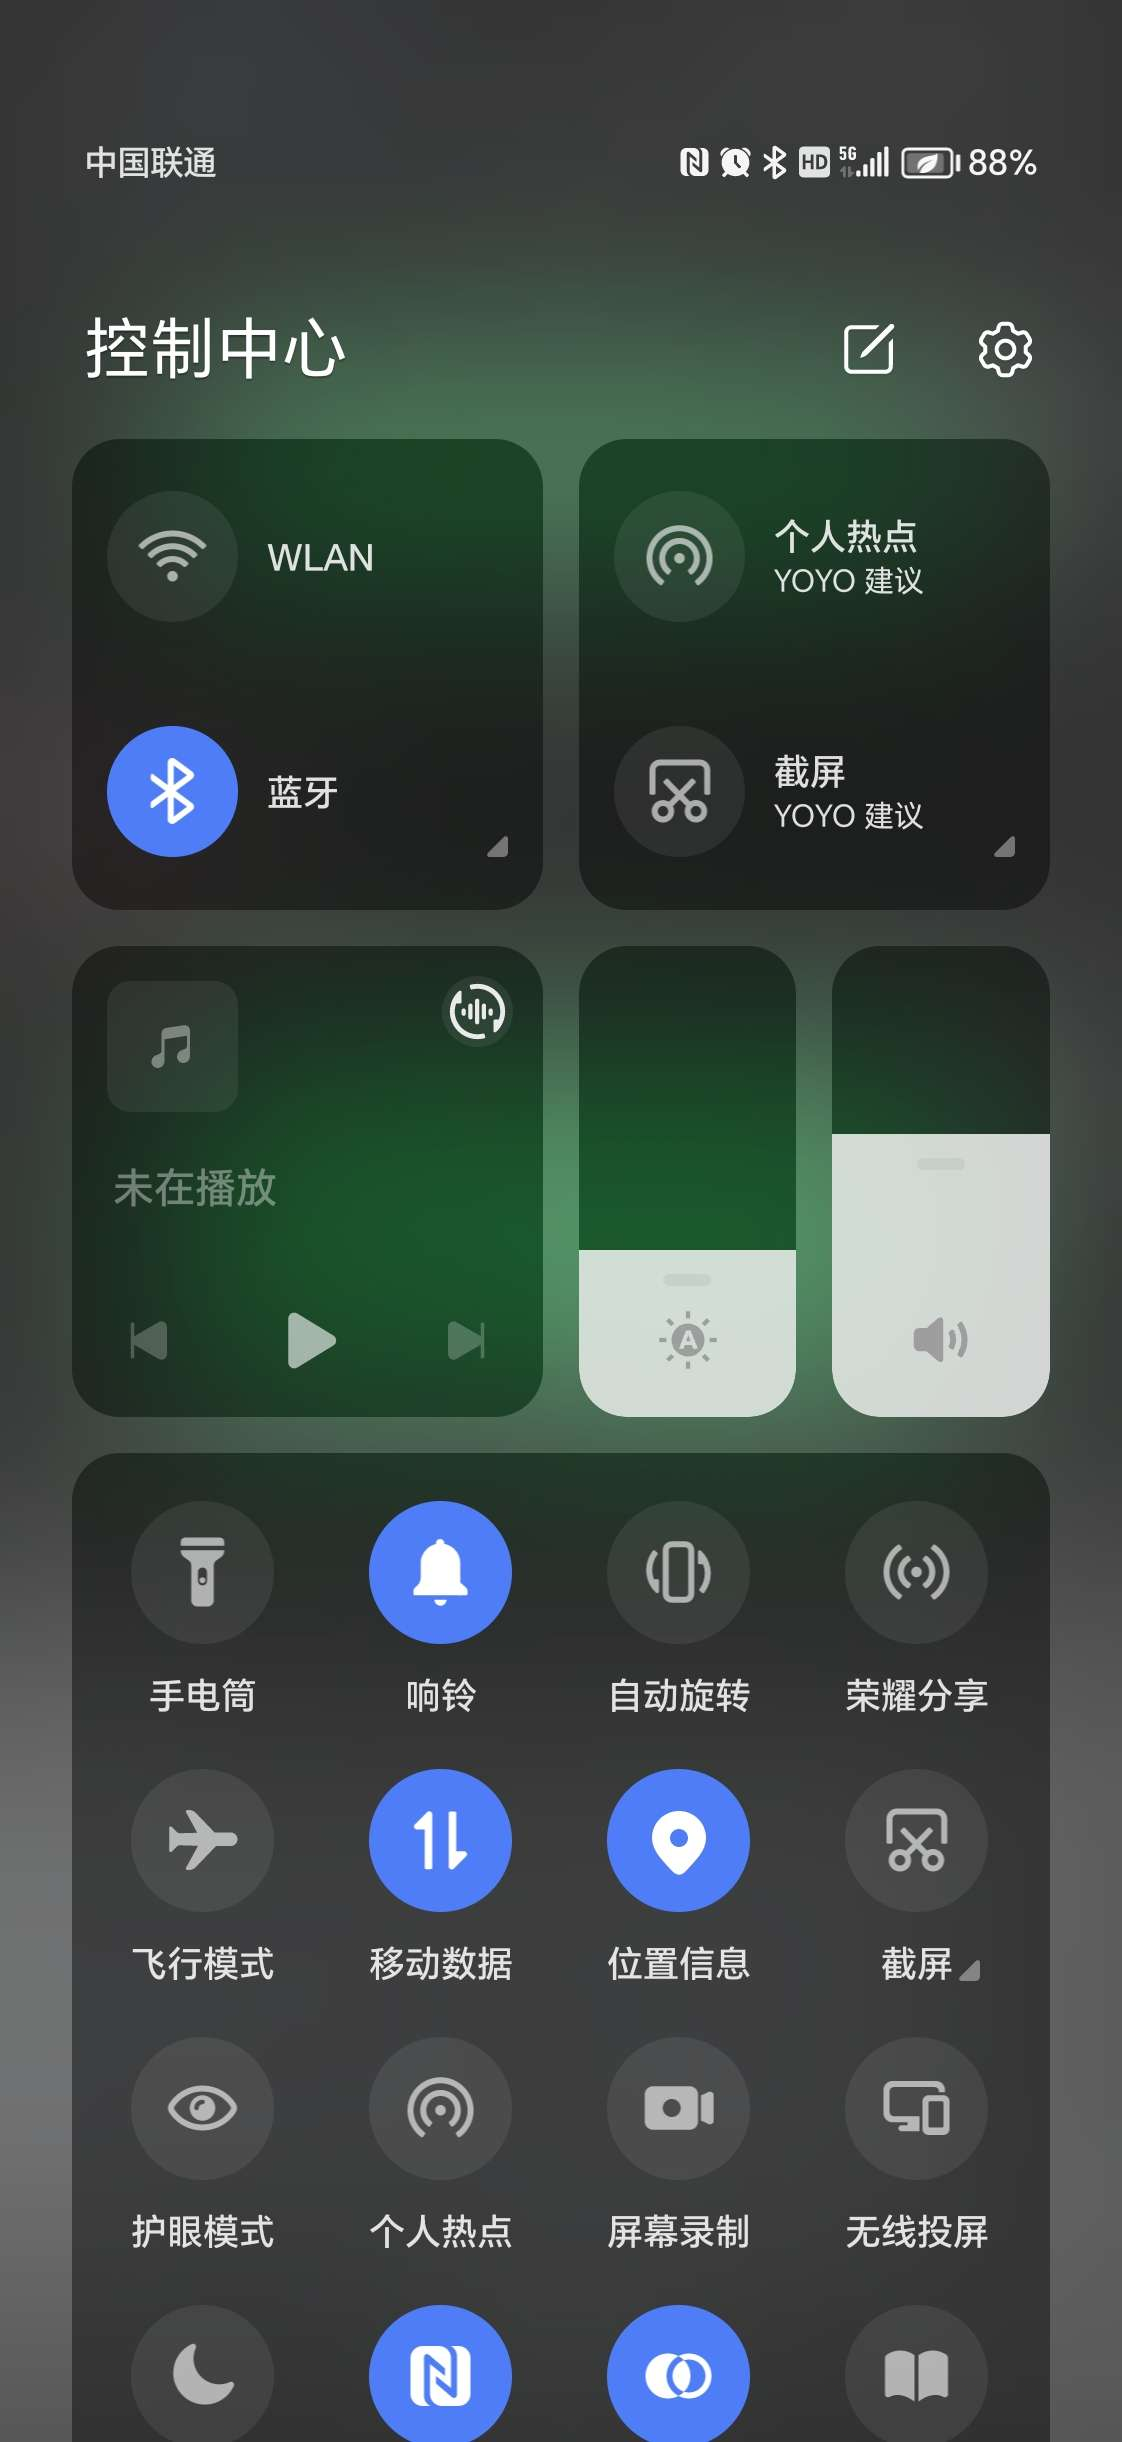 中国联通
HD 5G 88%
控制中心
WLAN
个人热点
YOYO 建议
蓝牙
截屏
YOYO 建议
未在播放
A
手电筒 响铃 自动旋转 荣耀分享
飞行模式 移动数据 位置信息 截屏
护眼模式 个人热点 屏幕录制 无线投屏